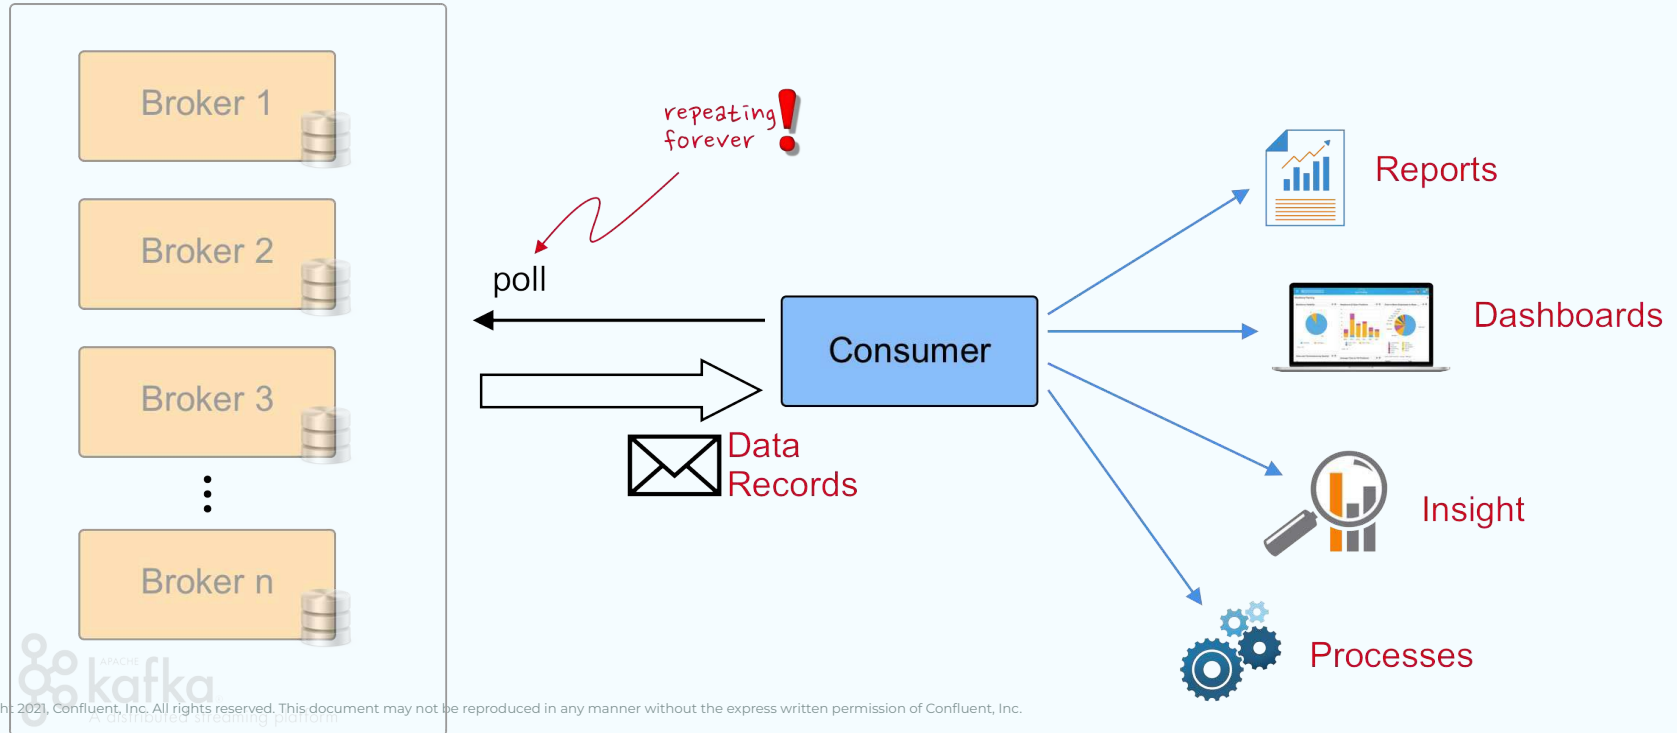 Broker 1
Broker 2
Broker 3
Broker n
repeating
forever
poll
Consumer
Data
Records
Reports
Dashboards
Insight
Processes
APACHE
kafka
A distributed streaming platform
ht 2021, Confluent, Inc. All rights reserved. This document may not be reproduced in any manner without the express written permission of Confluent, Inc.